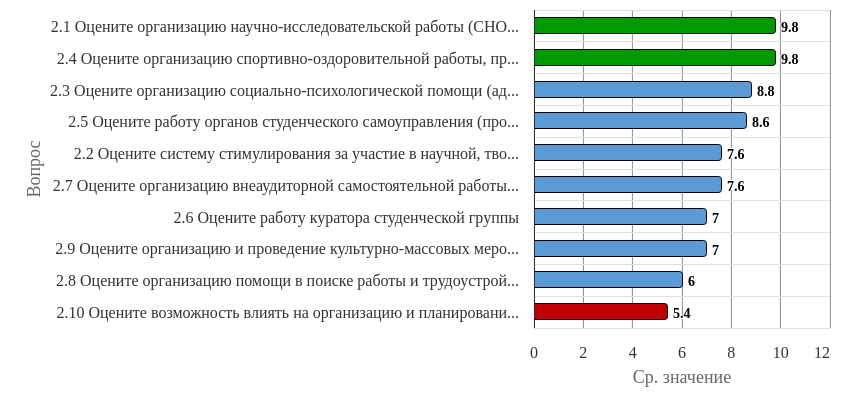 2.1 Оцените организацию научно-исследовательской работы (СНО... 9.8
2.4 Оцените организацию спортивно-оздоровительной работы, пр... 9.8
2.3 Оцените организацию социально-психологической помощи (ад... 8.8
2.5 Оцените работу органов студенческого самоуправления (про... 8.6
2.2 Оцените систему стимулирования за участие в научной, тво... 7.6
2.7 Оцените организацию внеаудиторной самостоятельной работы... 7.6
2.6 Оцените работу куратора студенческой группы 7
2.9 Оцените организацию и проведение культурно-массовых меро... 7
2.8 Оцените организацию помощи в поиске работы и трудоустрой... 6
2.10 Оцените возможность влиять на организацию и планировани... 5.4
Вопрос
0 2 4 6 8 10 12
Ср. значение